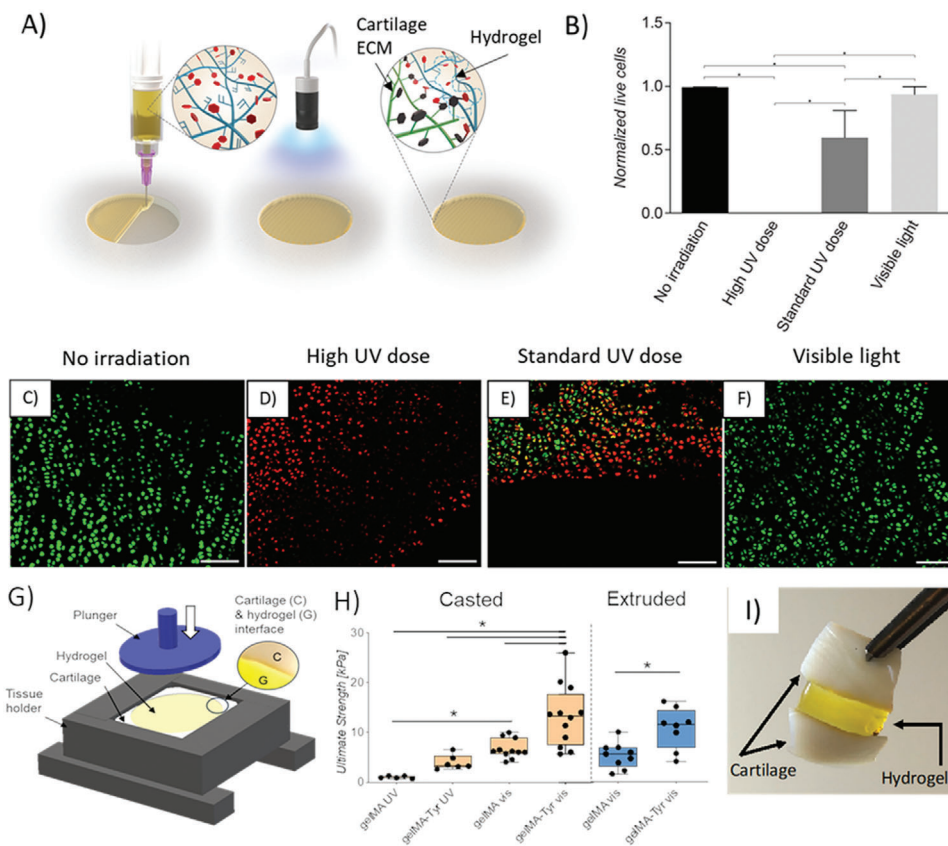 A)
Cartilage
ECM
Hydrogel
B)
Normalized live cells
1.5
1.0
0.5
0.0
No irradiation
High UV dose
Standard UV dose
Visible light
No irradiation
High UV dose
Standard UV dose
Visible light
C)
D)
E)
F)
G)
Plunger
Hydrogel
Cartilage
Tissue
holder
Cartilage (C)
& hydrogel (G)
interface
C
G
H)
Casted
Extruded
Ultimate Strength [kPa]
30
20
10
0
*
*
*
gelMA UV
gelMA-Tyr UV
gelMA vis
gelMA-Tyr vis
gelMA vis
gelMA-Tyr vis
I)
Cartilage
Hydrogel